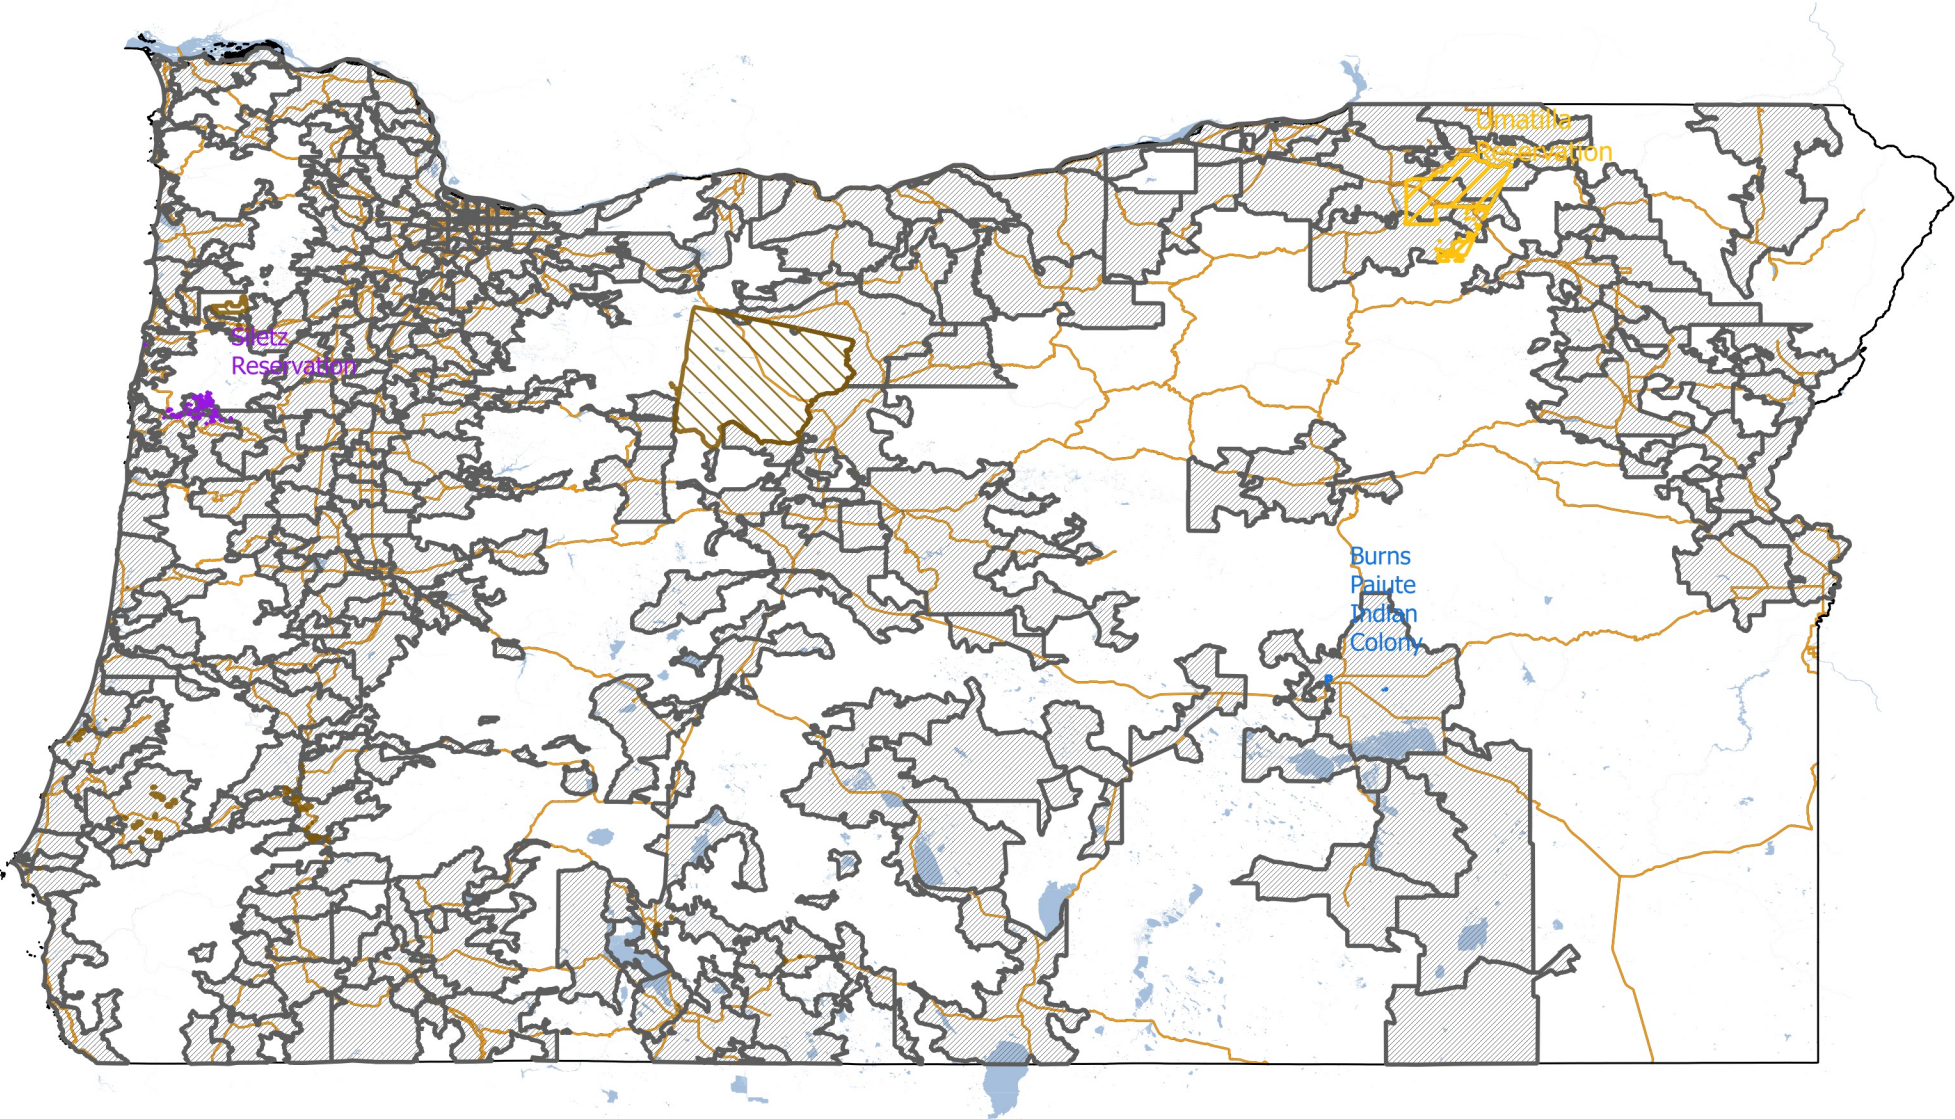 Umatilla
Reservation
Siletz
Reservation
Burns
Paiute
Indian
Colony